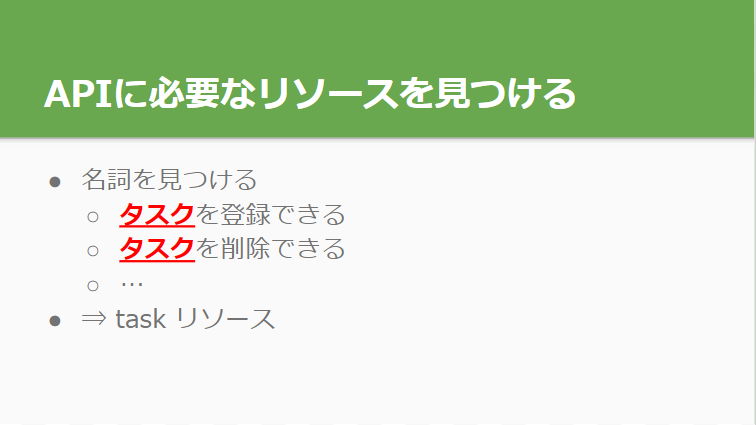 APIに必要なリソースを見つける
● 名詞を見つける
○ タスクを登録できる
○ タスクを削除できる
○ …
● ⇒ task リソース